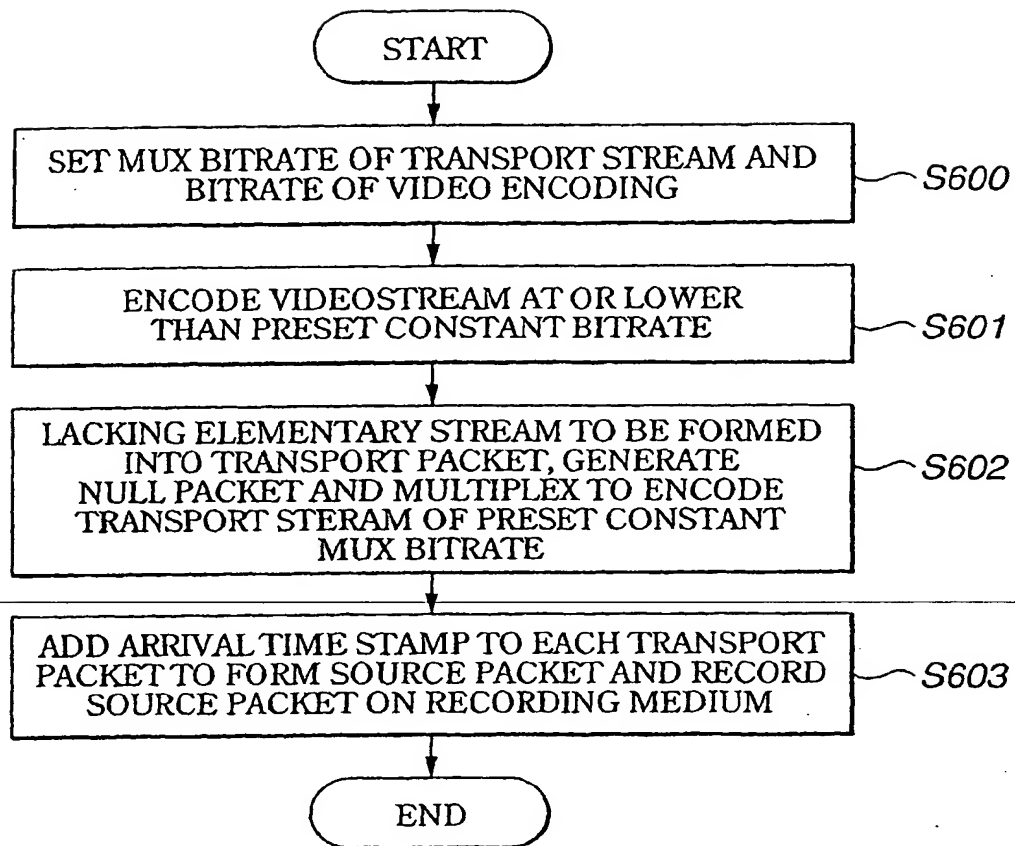 START
SET MUX BITRATE OF TRANSPORT STREAM AND
BITRATE OF VIDEO ENCODING
S600
ENCODE VIDEOSTREAM AT OR LOWER
THAN PRESET CONSTANT BITRATE
S601
LACKING ELEMENTARY STREAM TO BE FORMED
INTO TRANSPORT PACKET, GENERATE
NULL PACKET AND MULTIPLEX TO ENCODE
TRANSPORT STERAM OF PRESET CONSTANT
MUX BITRATE
S602
ADD ARRIVAL TIME STAMP TO EACH TRANSPORT
PACKET TO FORM SOURCE PACKET AND RECORD
SOURCE PACKET ON RECORDING MEDIUM
S603
END